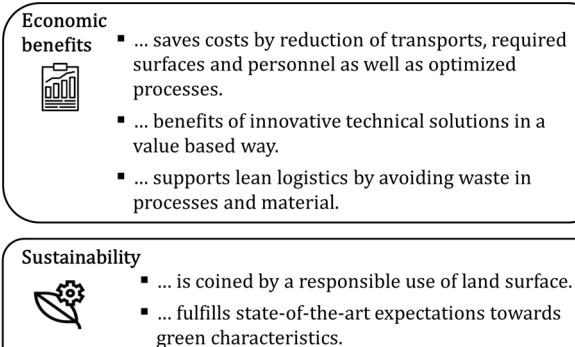 Economic
benefits
▪ ... saves costs by reduction of transports, required
surfaces and personnel as well as optimized
processes.
▪ ... benefits of innovative technical solutions in a
value based way.
▪ ... supports lean logistics by avoiding waste in
processes and material.
Sustainability
▪ ... is coined by a responsible use of land surface.
▪ ... fulfills state-of-the-art expectations towards
green characteristics.